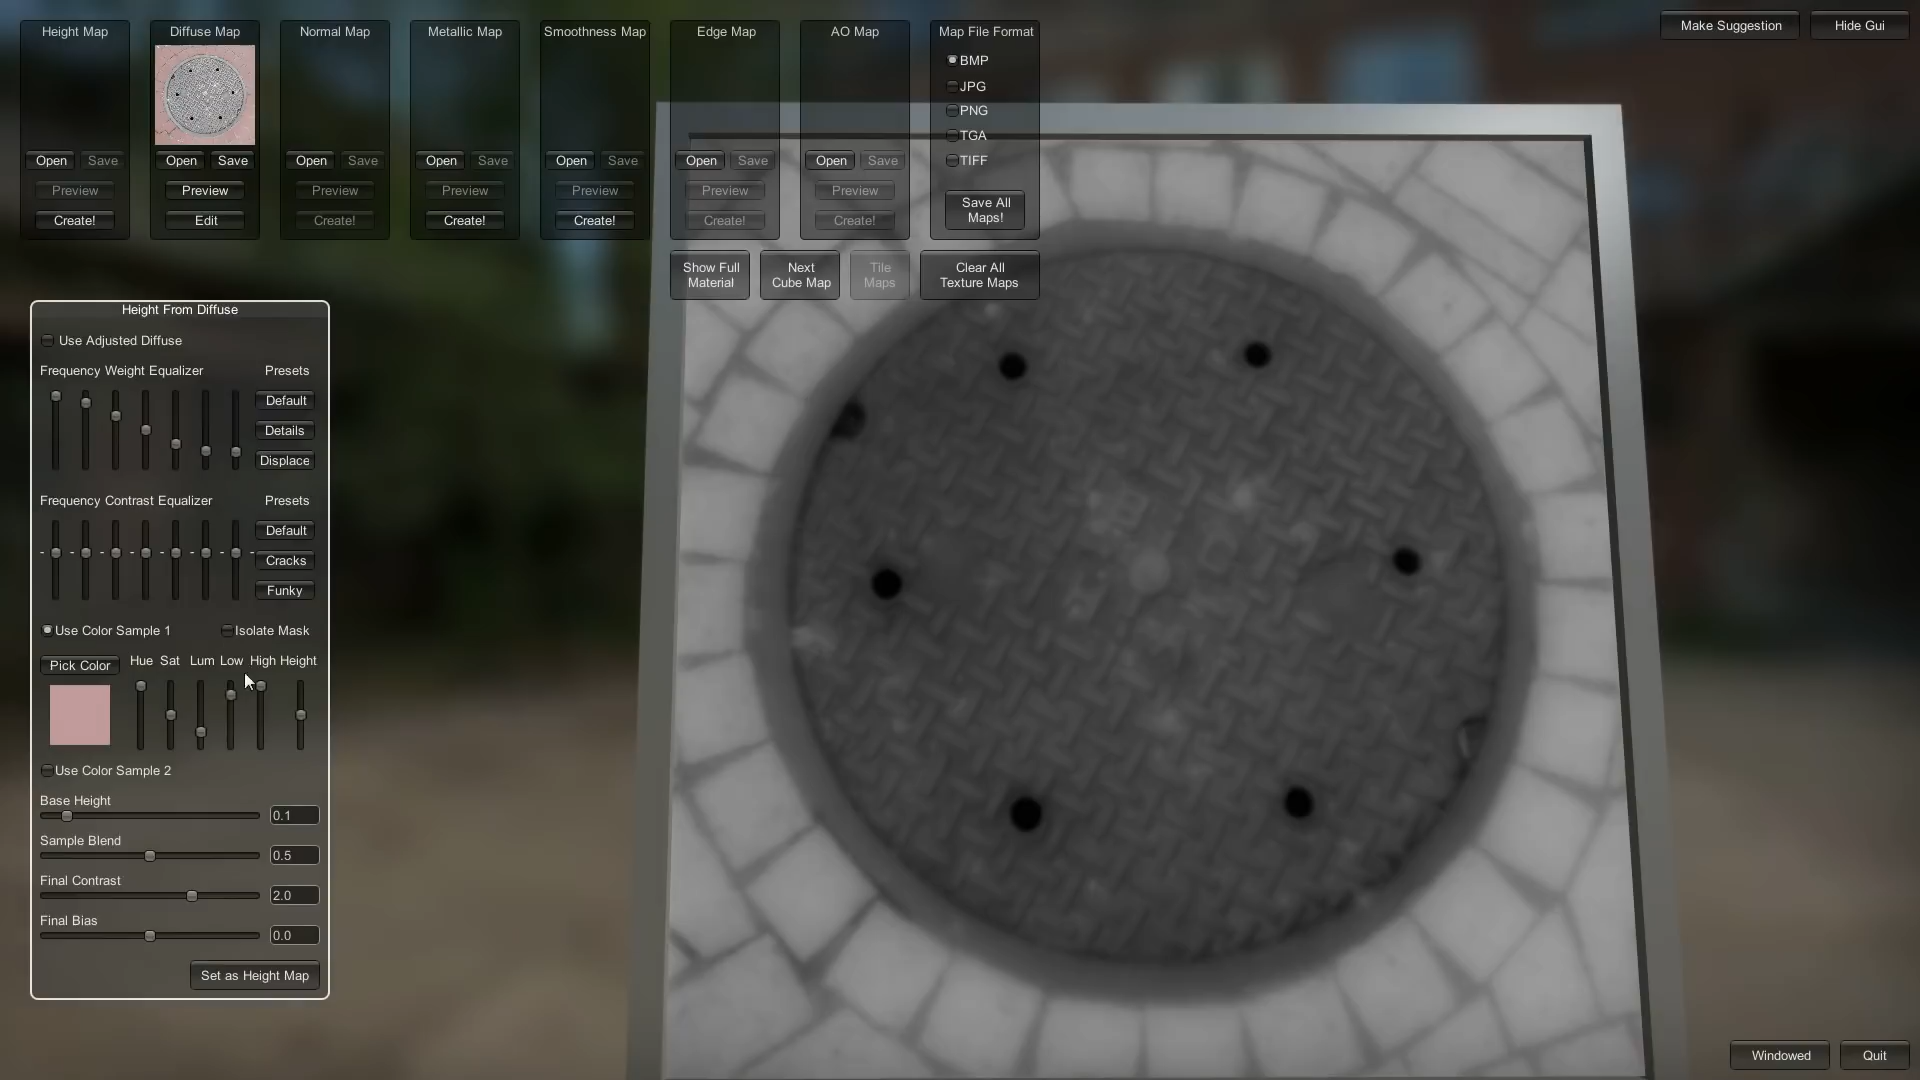 Height Map
Diffuse Map
Normal Map
Metallic Map
Smoothness Map
Edge Map
AO Map
Map File Format
Make Suggestion
Hide Gui
BMP
JPG
PNG
TGA
TIFF
Open Save
Open Save
Open Save
Open Save
Open Save
Open Save
Open Save
Preview
Preview
Preview
Preview
Preview
Preview
Preview
Create!
Edit
Create!
Create!
Create!
Create!
Create!
Save All
Maps!
Show Full
Material
Next
Cube Map
Tile
Maps
Clear All
Texture Maps
Height From Diffuse
Use Adjusted Diffuse
Frequency Weight Equalizer
Presets
Default
Details
Displace
Frequency Contrast Equalizer
Presets
Default
Cracks
Funky
Use Color Sample 1
Isolate Mask
Pick Color
Hue Sat Lum Low High Height
Use Color Sample 2
Base Height
0.1
Sample Blend
0.5
Final Contrast
2.0
Final Bias
0.0
Set as Height Map
Windowed
Quit